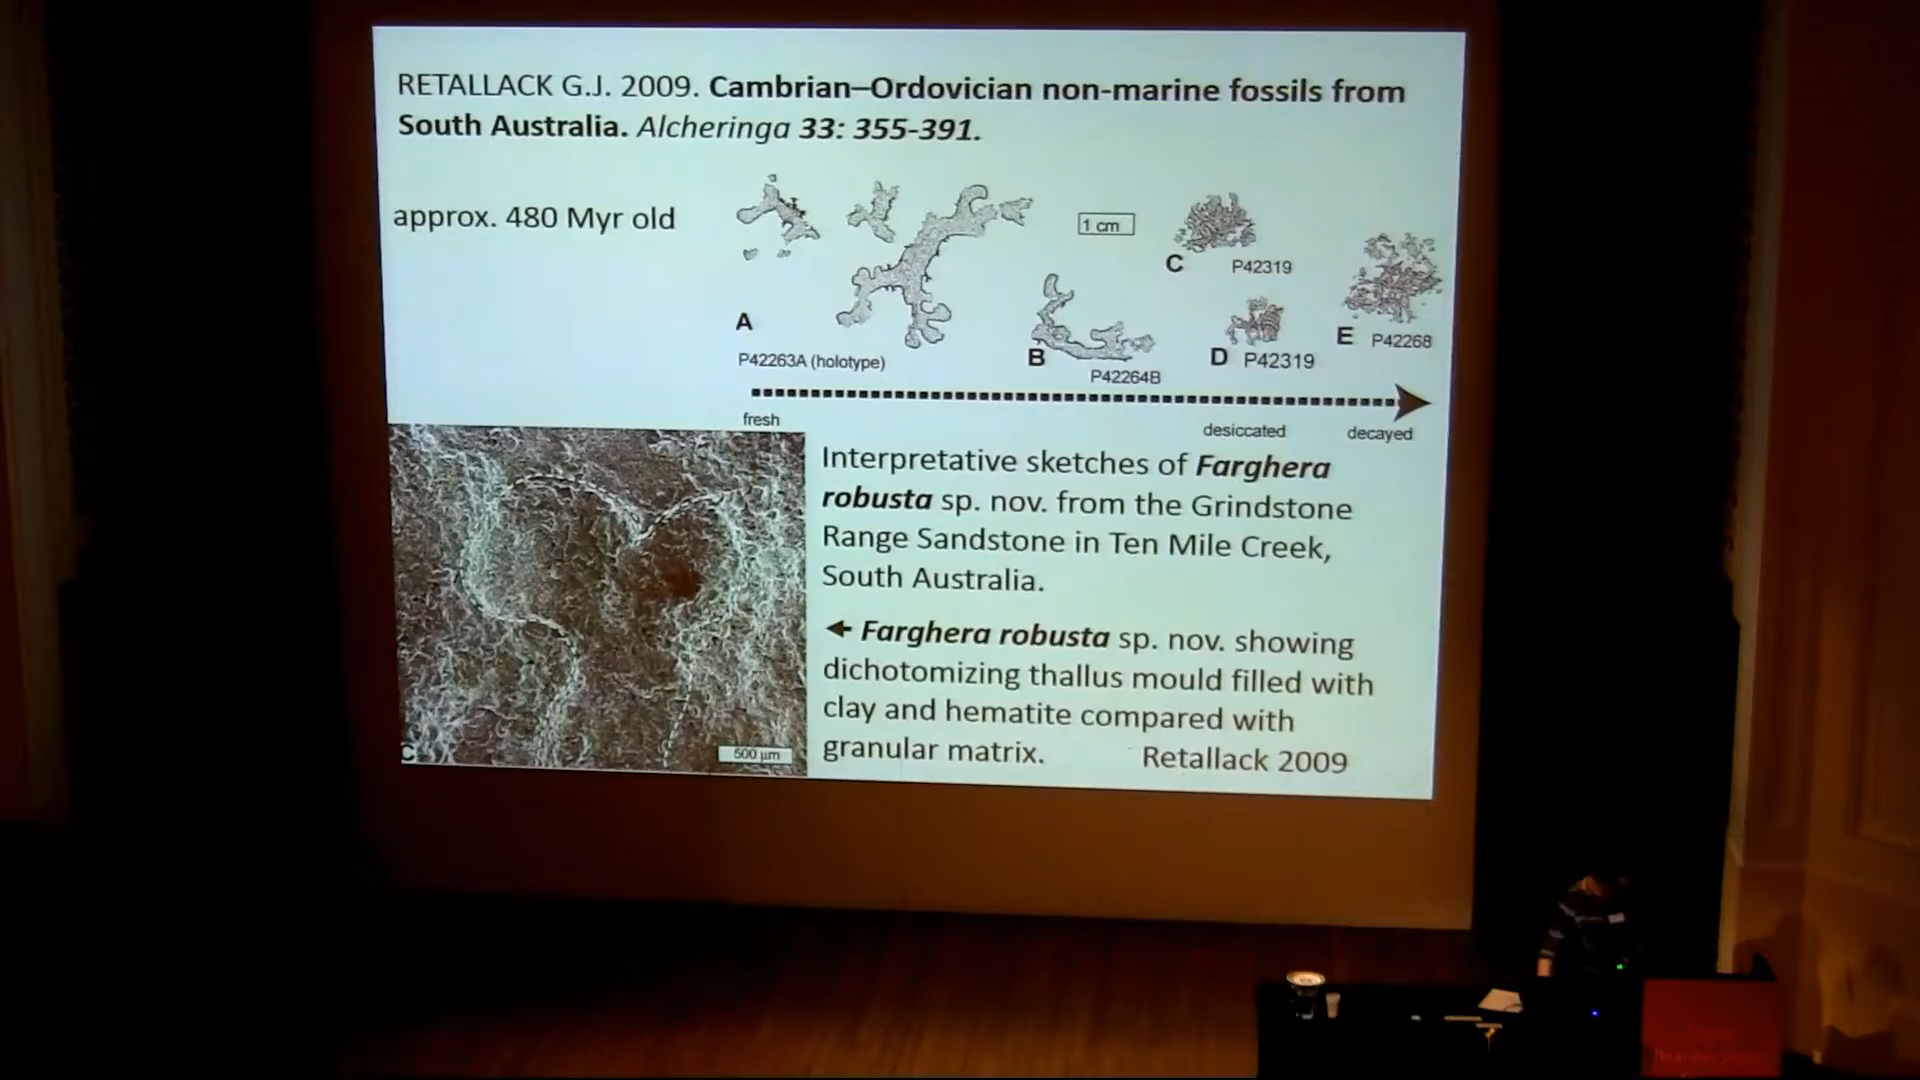 RETALLACK G.J. 2009. Cambrian–Ordovician non-marine fossils from
South Australia. Alcheringa 33: 355-391.
approx. 480 Myr old
1 cm
C P42319
A
P42263A (holotype)
B
P42264B
D P42319
E P42268
fresh
desiccated
decayed
Interpretative sketches of Farghera
robusta sp. nov. from the Grindstone
Range Sandstone in Ten Mile Creek,
South Australia.
← Farghera robusta sp. nov. showing
dichotomizing thallus mould filled with
clay and hematite compared with
granular matrix. Retallack 2009
C
500 µm